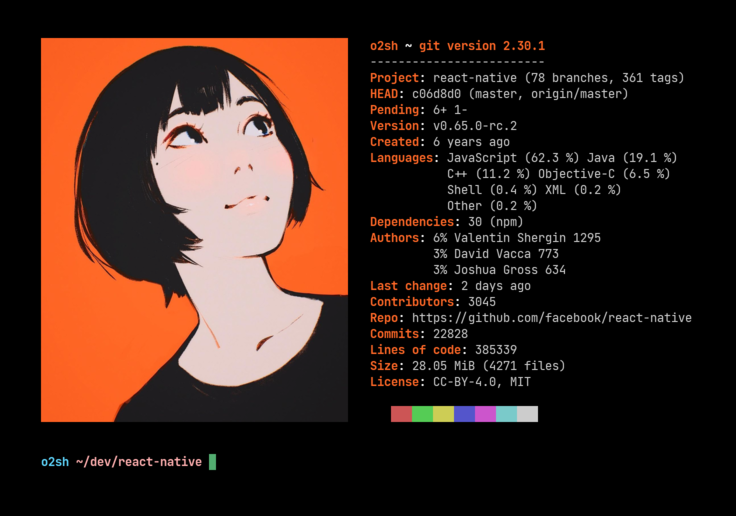 o2sh ~ git version 2.30.1
-------------------------
Project: react-native (78 branches, 361 tags)
HEAD: c06d8d0 (master, origin/master)
Pending: 6+ 1-
Version: v0.65.0-rc.2
Created: 6 years ago
Languages: JavaScript (62.3 %) Java (19.1 %)
C++ (11.2 %) Objective-C (6.5 %)
Shell (0.4 %) XML (0.2 %)
Other (0.2 %)
Dependencies: 30 (npm)
Authors: 6% Valentin Shergin 1295
3% David Vacca 773
3% Joshua Gross 634
Last change: 2 days ago
Contributors: 3045
Repo: https://github.com/facebook/react-native
Commits: 22828
Lines of code: 385339
Size: 28.05 MiB (4271 files)
License: CC-BY-4.0, MIT
o2sh ~/dev/react-native